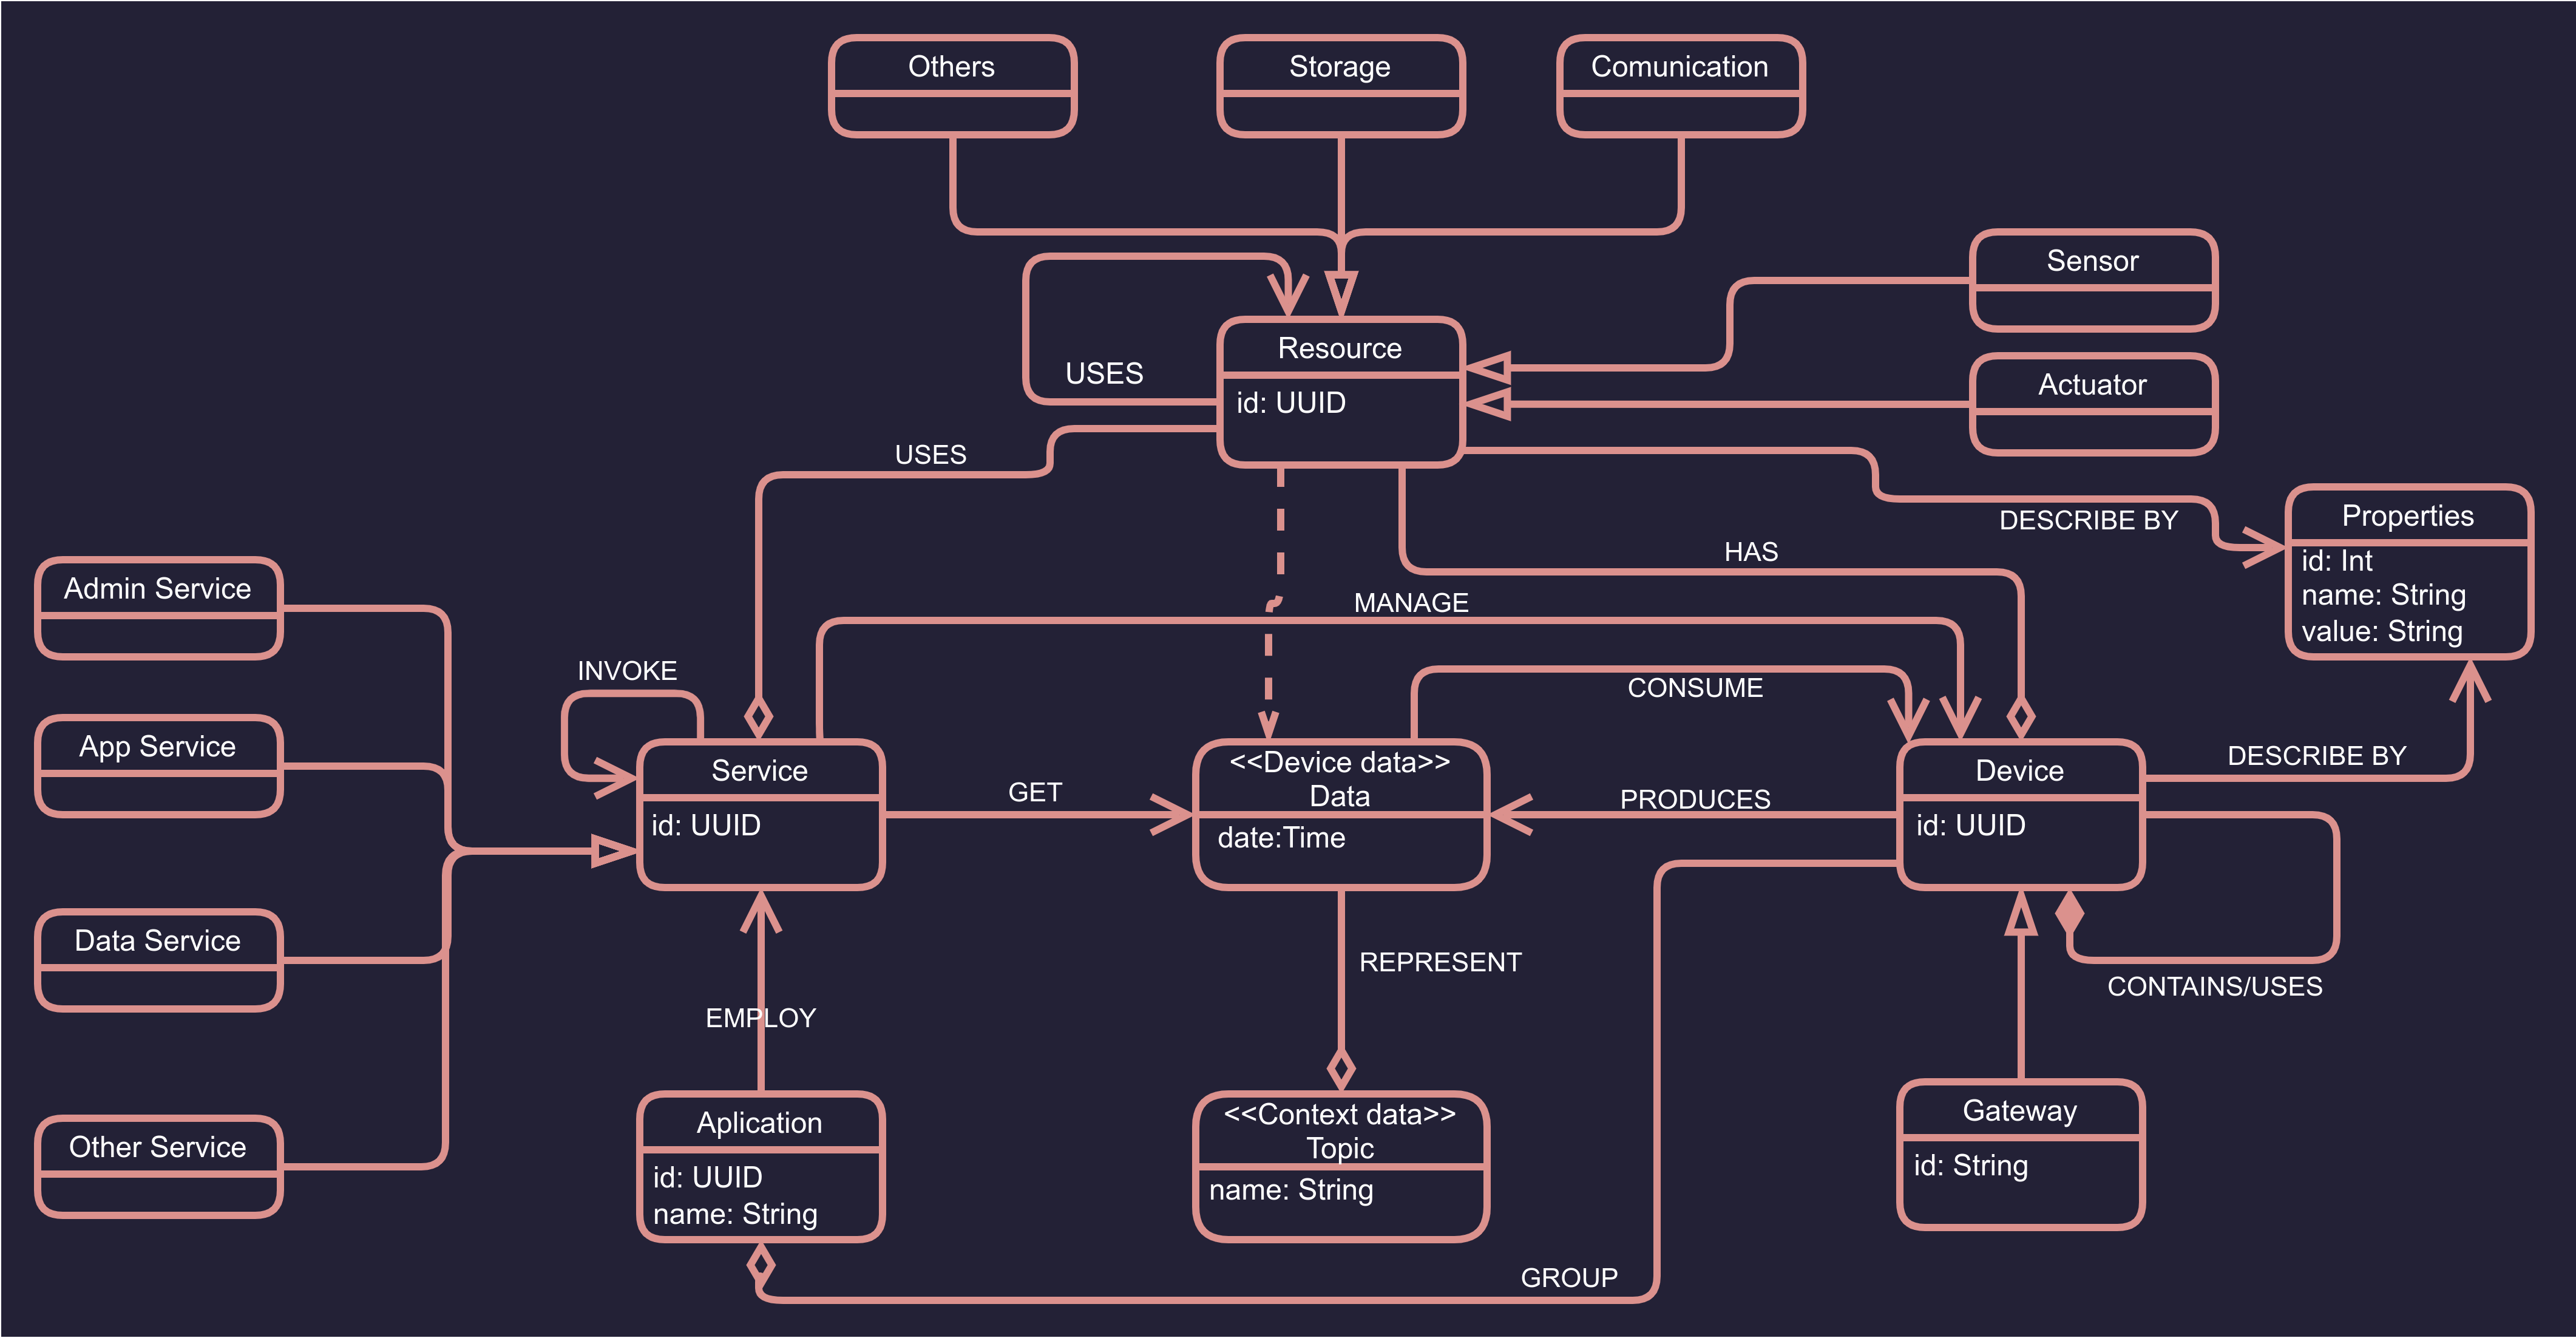 Others
Storage
Comunication
Sensor
Resource
id: UUID
USES
Actuator
USES
DESCRIBE BY
Properties
id: Int
name: String
value: String
HAS
MANAGE
Admin Service
INVOKE
CONSUME
App Service
Service
id: UUID
GET
<<Device data>>
Data
date:Time
PRODUCES
Device
id: UUID
DESCRIBE BY
Data Service
REPRESENT
CONTAINS/USES
EMPLOY
Other Service
Aplication
id: UUID
name: String
<<Context data>>
Topic
name: String
Gateway
id: String
GROUP